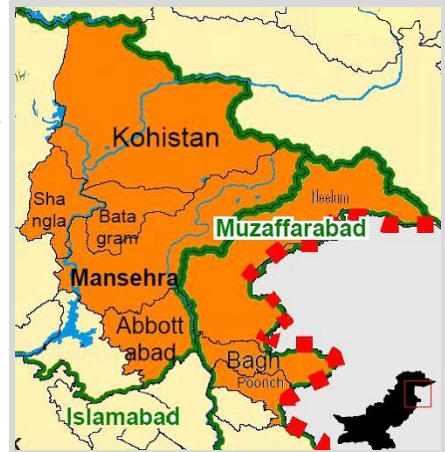 Kohistan
Neelum
Sha
ngla
Bata
gram
Muzaffarabad
Mansehra
Abbott
abad
Bagh
Poonch
Islamabad